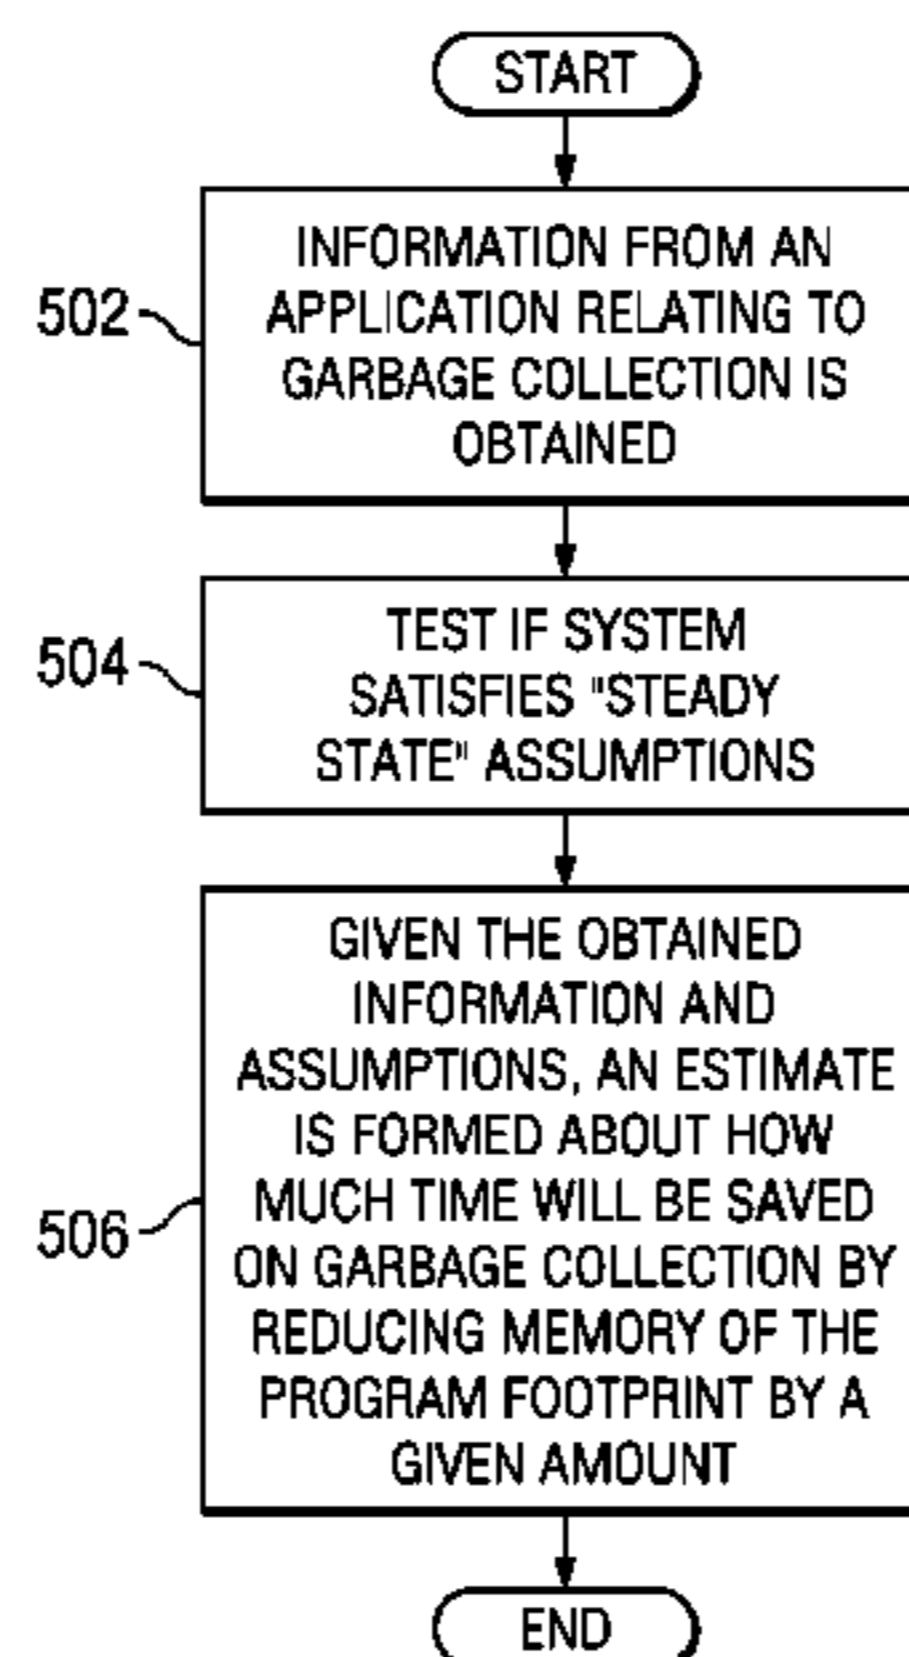 START
502
INFORMATION FROM AN
APPLICATION RELATING TO
GARBAGE COLLECTION IS
OBTAINED
504
TEST IF SYSTEM
SATISFIES "STEADY
STATE" ASSUMPTIONS
506
GIVEN THE OBTAINED
INFORMATION AND
ASSUMPTIONS, AN ESTIMATE
IS FORMED ABOUT HOW
MUCH TIME WILL BE SAVED
ON GARBAGE COLLECTION BY
REDUCING MEMORY OF THE
PROGRAM FOOTPRINT BY A
GIVEN AMOUNT
END